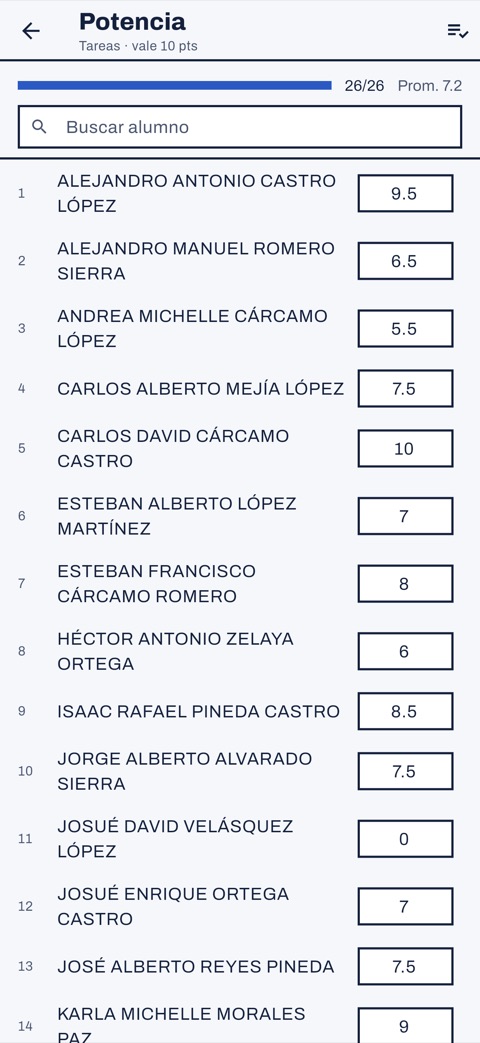 Potencia
Tareas · vale 10 pts
26/26 Prom. 7.2
Buscar alumno
1 ALEJANDRO ANTONIO CASTRO LÓPEZ 9.5
2 ALEJANDRO MANUEL ROMERO SIERRA 6.5
3 ANDREA MICHELLE CÁRCAMO LÓPEZ 5.5
4 CARLOS ALBERTO MEJÍA LÓPEZ 7.5
5 CARLOS DAVID CÁRCAMO CASTRO 10
6 ESTEBAN ALBERTO LÓPEZ MARTÍNEZ 7
7 ESTEBAN FRANCISCO CÁRCAMO ROMERO 8
8 HÉCTOR ANTONIO ZELAYA ORTEGA 6
9 ISAAC RAFAEL PINEDA CASTRO 8.5
10 JORGE ALBERTO ALVARADO SIERRA 7.5
11 JOSUÉ DAVID VELÁSQUEZ LÓPEZ 0
12 JOSUÉ ENRIQUE ORTEGA CASTRO 7
13 JOSÉ ALBERTO REYES PINEDA 7.5
14 KARLA MICHELLE MORALES PAZ 9